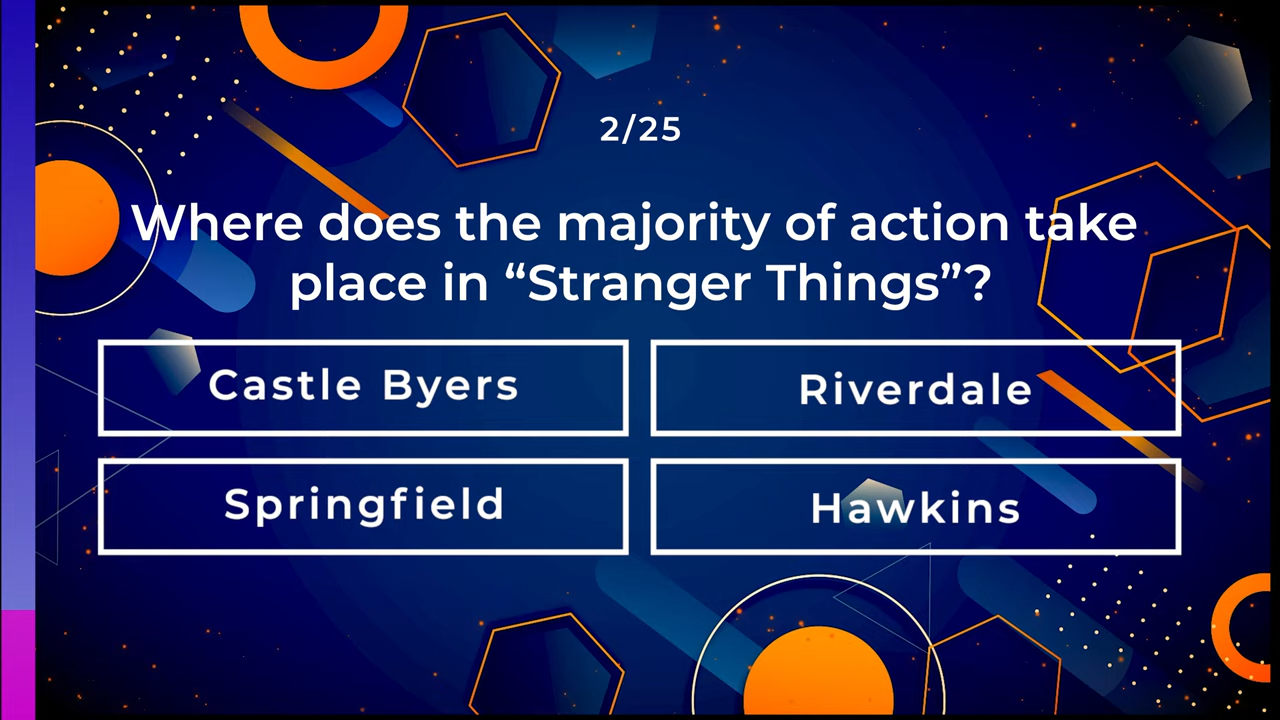 2/25
Where does the majority of action take
place in “Stranger Things”?
Castle Byers
Riverdale
Springfield
Hawkins